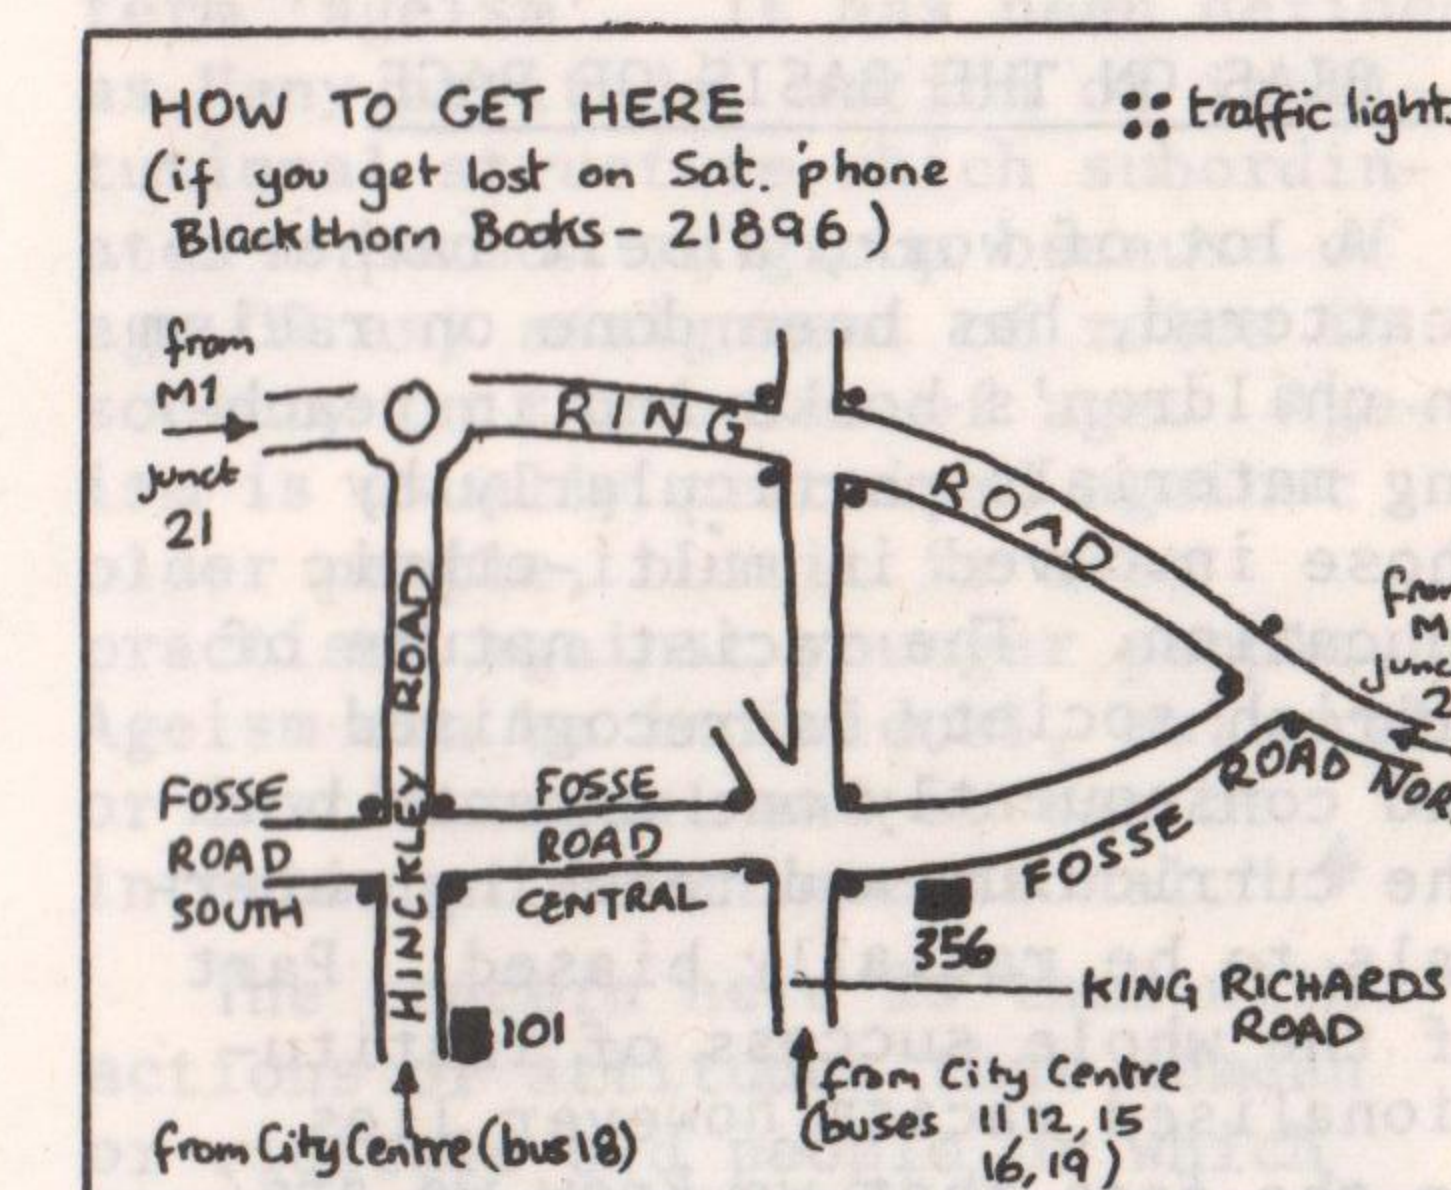 HOW TO GET HERE
(if you get lost on Sat. 'phone
Blackthorn Books - 21896)
traffic light
from
M1
junct
21
RING
ROAD
HINCKLEY ROAD
FOSSE
ROAD
SOUTH
FOSSE
ROAD
CENTRAL
FOSSE
ROAD
356
101
KING RICHARDS
ROAD
from City Centre (bus 18)
from City Centre
(buses 11, 12, 15
16, 19)